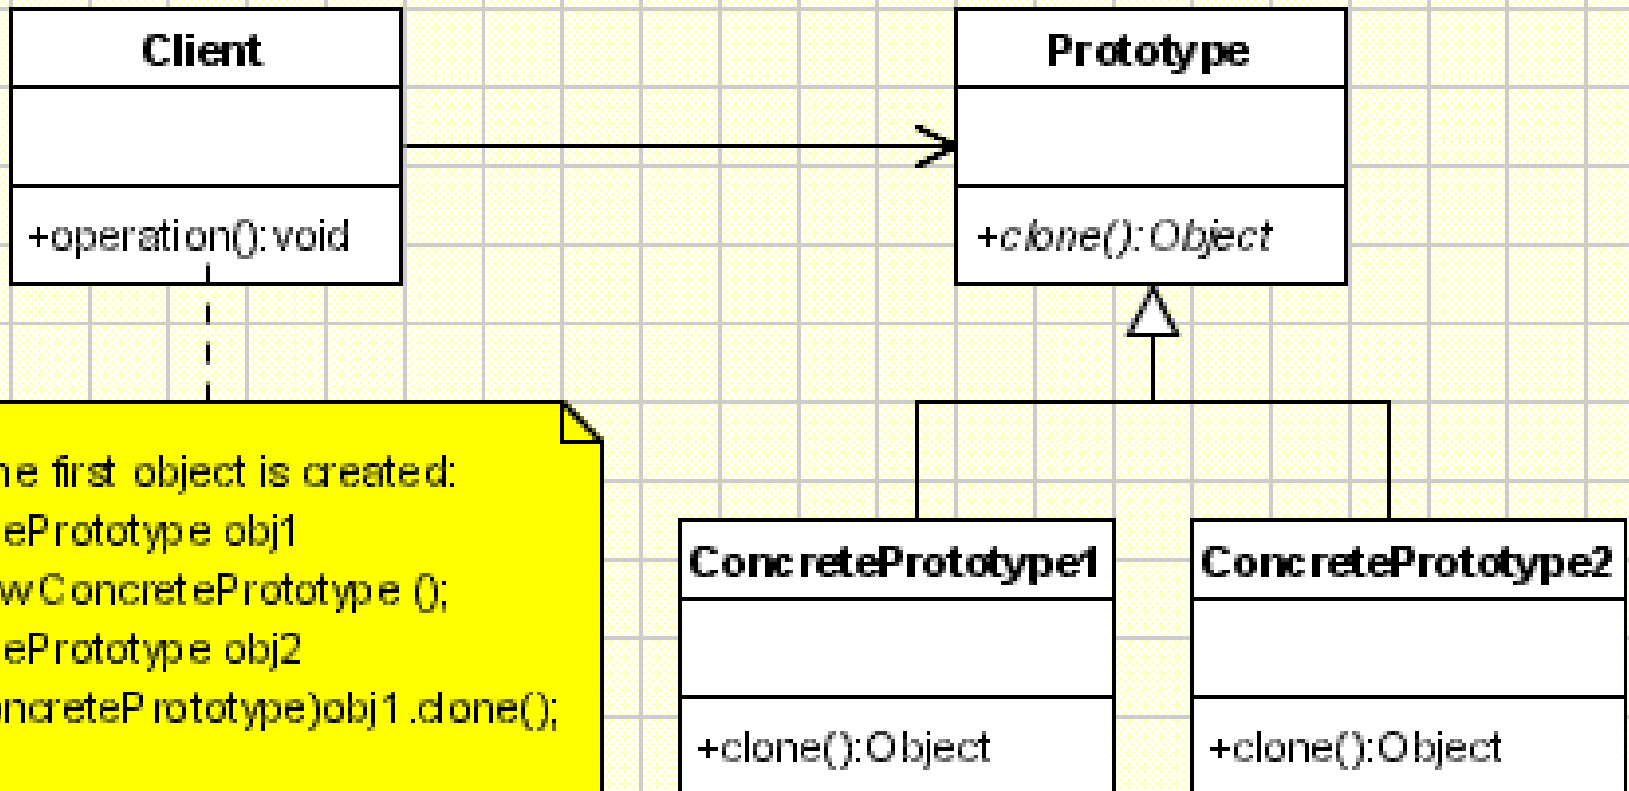 Client
+operation():void
Prototype
+clone():Object
first object is created:
ePrototype obj1
wConcretePrototype ();
ePrototype obj2
ncretePrototype)obj1.clone();
ConcretePrototype1
+clone():Object
ConcretePrototype2
+clone():Object